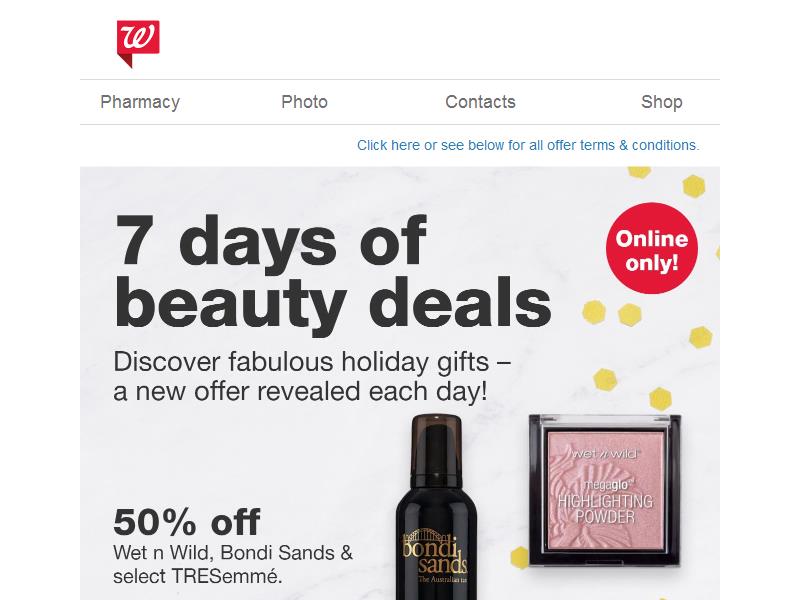 W
Pharmacy Photo Contacts Shop
Click here or see below for all offer terms & conditions.
7 days of
beauty deals
Online
only!
Discover fabulous holiday gifts –
a new offer revealed each day!
50% off
Wet n Wild, Bondi Sands &
select TRESemmé.
bondi
sands
The Australian
wet n wild
megaglo
HIGHLIGHTING
POWDER